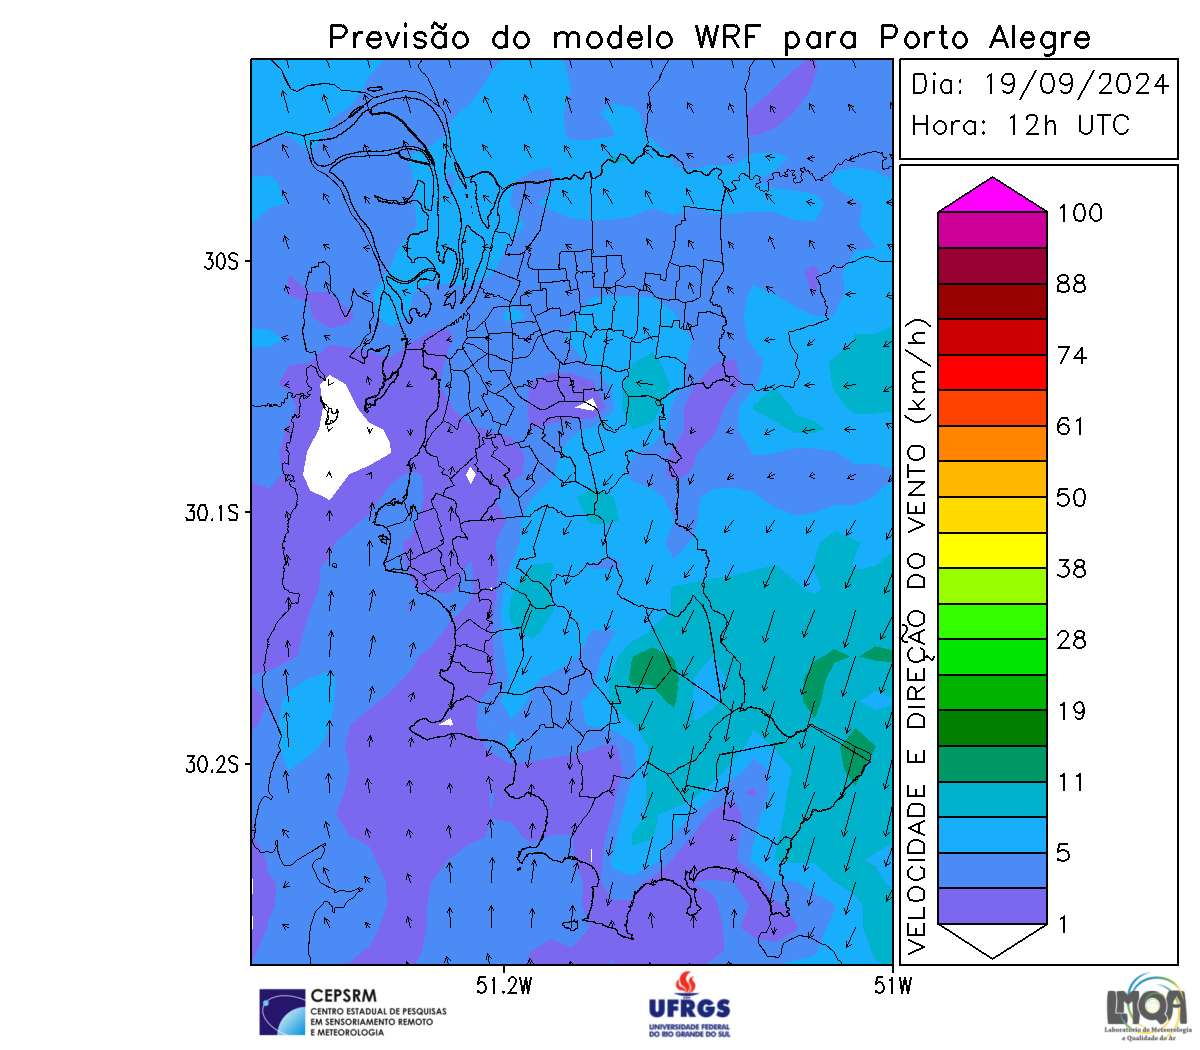 Previsão do modelo WRF para Porto Alegre
Dia: 19/09/2024
Hora: 12h UTC
30S
30.1S
30.2S
51.2W
51W
VELOCIDADE E DIREÇÃO DO VENTO (km/h)
100
88
74
61
50
38
28
19
11
5
1
CEPSRM
CENTRO ESTADUAL DE PESQUISAS
EM SENSORIAMENTO REMOTO
E METEOROLOGIA
UFRGS
UNIVERSIDADE FEDERAL
DO RIO GRANDE DO SUL
LMQA
Laboratório de Meteorologia
e Qualidade do Ar